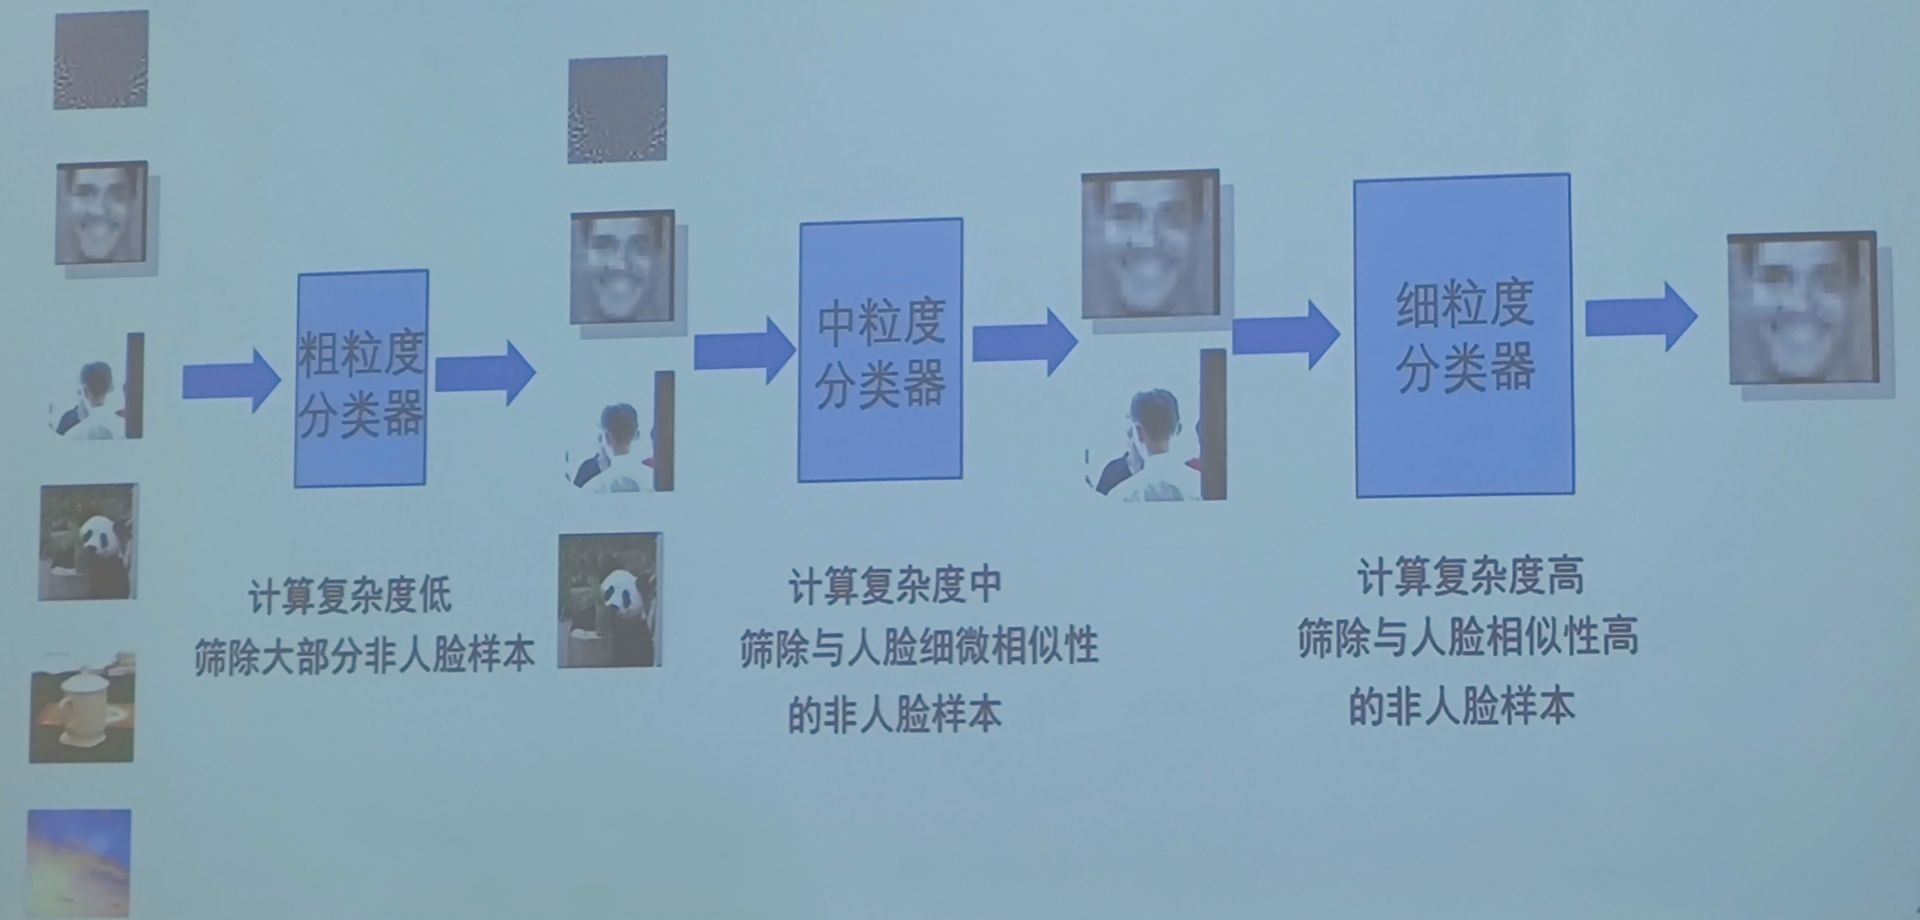 粗粒度
分类器
中粒度
分类器
细粒度
分类器
计算复杂度低
筛除大部分非人脸样本
计算复杂度中
筛除与人脸细微相似性
的非人脸样本
计算复杂度高
筛除与人脸相似性高
的非人脸样本